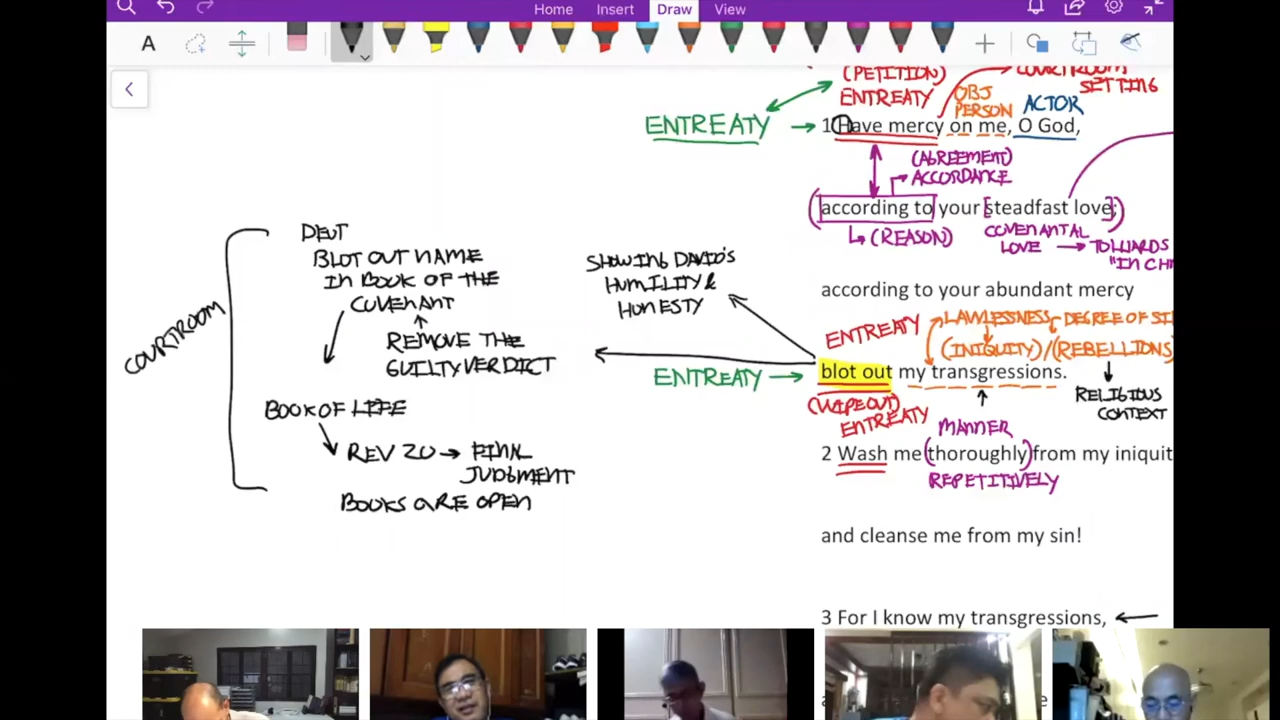 Home Insert Draw View
A
(PETITION)
COURTROOM
SETTING
ENTREATY
OBJ
PERSON
ACTOR
ENTREATY
1 Have mercy on me, O God,
(AGREEMENT)
ACCORDANCE
(according to your [steadfast love];)
(REASON)
COVENANTAL
LOVE
TOWARDS
"IN CH
according to your abundant mercy
ENTREATY
LAWLESSNESS
DEGREE OF SI
(INIQUITY)/(REBELLIONS)
blot out my transgressions.
ENTREATY
(WIPEOUT)
ENTREATY
RELIGIOUS
CONTEXT
MANNER
2 Wash me (thoroughly) from my iniquit
REPETITIVELY
and cleanse me from my sin!
3 For I know my transgressions,
SHOWING DAVID'S
HUMILITY &
HONESTY
COURTROOM
DEUT
BLOT OUT NAME
IN BOOK OF THE
COVENANT
REMOVE THE
GUILTY VERDICT
BOOK OF LIFE
REV 20
FINAL
JUDGMENT
BOOKS ARE OPEN